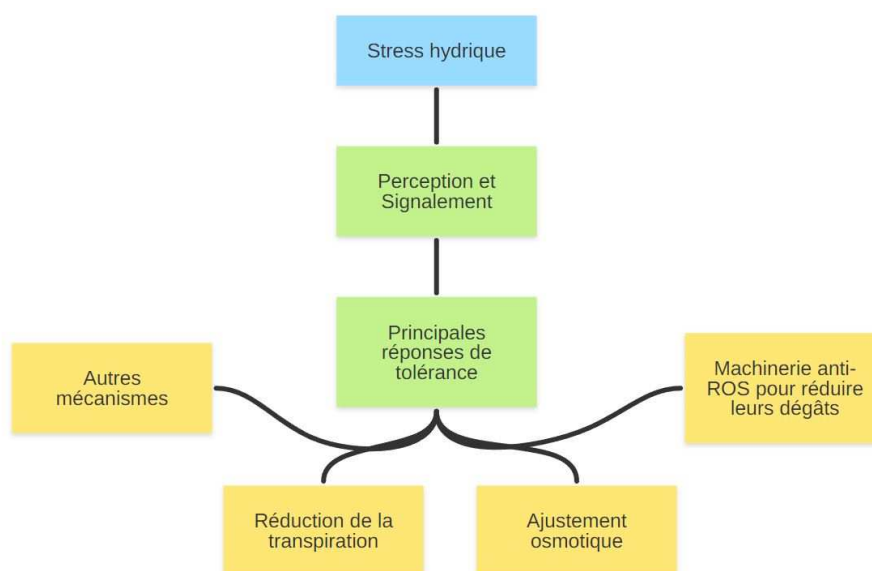 Stress hydrique
Perception et
Signalement
Principales
réponses de
tolérance
Autres
mécanismes
Machinerie anti-
ROS pour réduire
leurs dégâts
Réduction de la
transpiration
Ajustement
osmotique